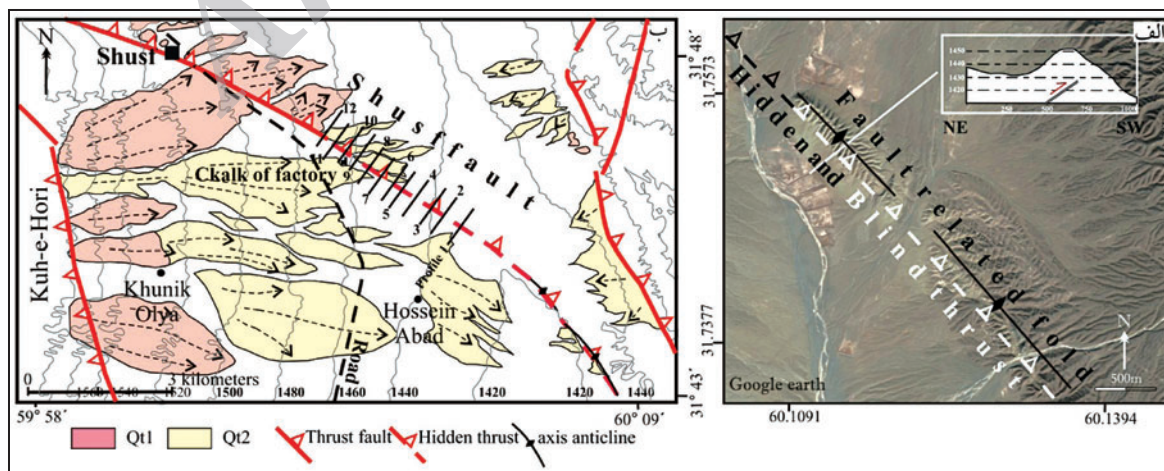 N
Shusf
Shusf fault
31° 48'
31° 43'
59° 58'
60° 09'
Kuh-e-Hori
Ckalk of factory
Khunik
Olya
Hossein
Abad
Profile 1
Road
12
10
8
6
11
9
7
4
2
5
3
0
3 kilometers
1560
1540
1520
1500
1480
1460
1440
1420
1420
1440
Qt1
Qt2
Thrust fault
Hidden thrust
axis anticline
الف
31.7573
31.7377
60.1091
60.1394
Fault related fold
Hiddenand Blind thrust
1450
1440
1430
1420
250
500
750
1000
NE
SW
N
500m
Google earth